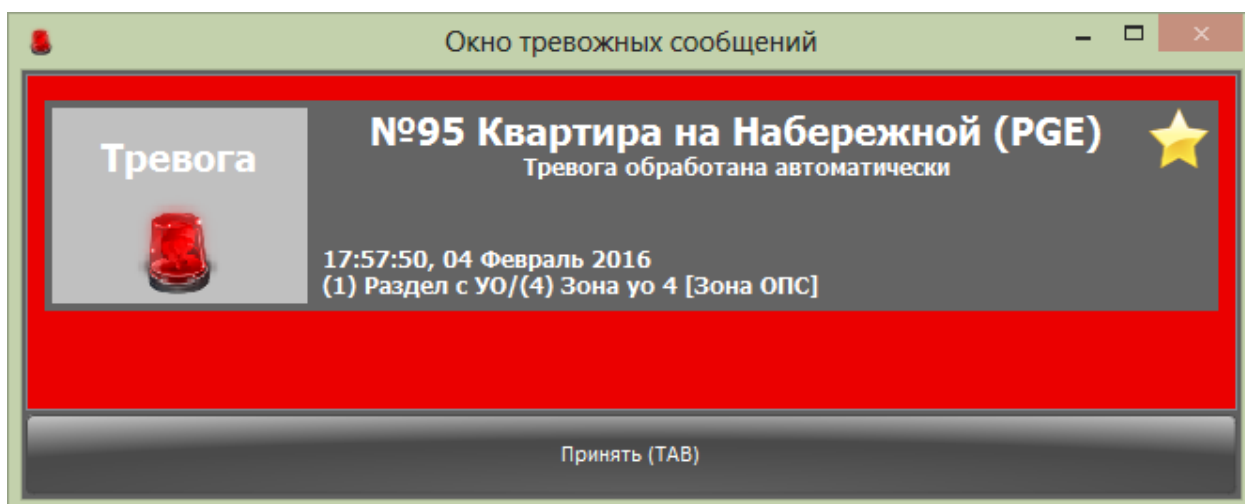 Окно тревожных сообщений
Тревога
№95 Квартира на Набережной (PGE)
Тревога обработана автоматически
17:57:50, 04 Февраль 2016
(1) Раздел с УО/(4) Зона уо 4 [Зона ОПС]
Принять (TAB)